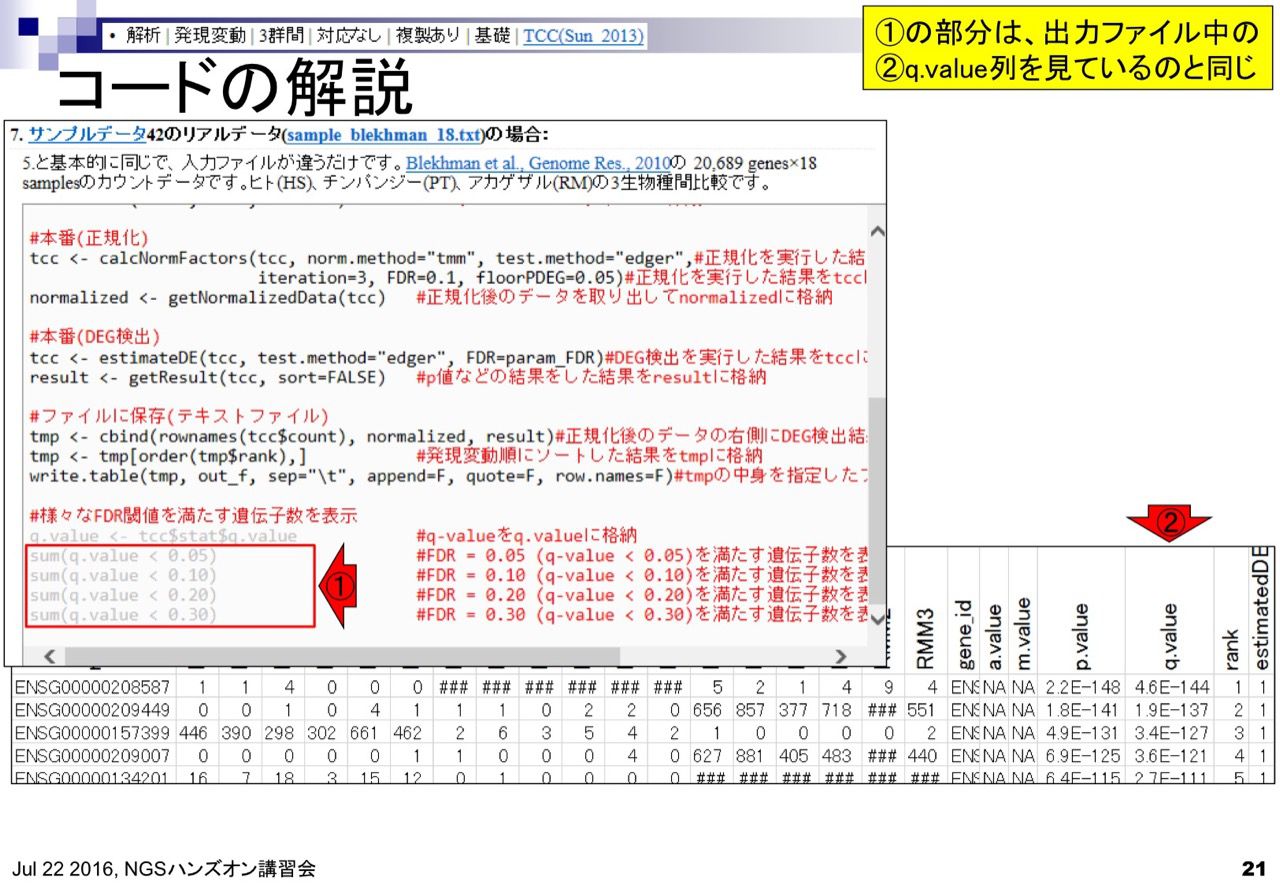 • 解析 | 発現変動 | 3群間 | 対応なし | 複製あり | 基礎 | TCC(Sun_2013)
①の部分は、出力ファイル中の
②q.value列を見ているのと同じ
コードの解説
7. サンプルデータ42のリアルデータ(sample_blekhman_18.txt)の場合:
5.と基本的に同じで、入力ファイルが違うだけです。Blekhman et al., Genome Res., 2010の 20,689 genes×18
samplesのカウントデータです。ヒト(HS)、チンパンジー(PT)、アカゲザル(RM)の3生物種間比較です。
#本番(正規化)
tcc <- calcNormFactors(tcc, norm.method="tmm", test.method="edger",#正規化を実行した結
iteration=3, FDR=0.1, floorPDEG=0.05)#正規化を実行した結果をtccに
normalized <- getNormalizedData(tcc) #正規化後のデータを取り出してnormalizedに格納
#本番(DEG検出)
tcc <- estimateDE(tcc, test.method="edger", FDR=param_FDR)#DEG検出を実行した結果をtccに
result <- getResult(tcc, sort=FALSE) #p値などの結果をした結果をresultに格納
#ファイルに保存(テキストファイル)
tmp <- cbind(rownames(tcc$count), normalized, result)#正規化後のデータの右側にDEG検出結
tmp <- tmp[order(tmp$rank),] #発現変動順にソートした結果をtmpに格納
write.table(tmp, out_f, sep="\t", append=F, quote=F, row.names=F)#tmpの中身を指定した
#様々なFDR閾値を満たす遺伝子数を表示
q.value <- tcc$stat$q.value #q-valueをq.valueに格納
sum(q.value < 0.05) #FDR = 0.05 (q-value < 0.05)を満たす遺伝子数を表
sum(q.value < 0.10) #FDR = 0.10 (q-value < 0.10)を満たす遺伝子数を表
sum(q.value < 0.20) #FDR = 0.20 (q-value < 0.20)を満たす遺伝子数を表
sum(q.value < 0.30) #FDR = 0.30 (q-value < 0.30)を満たす遺伝子数を表
①
②
RMM3 gene_id a.value m.value p.value q.value rank estimatedDE
ENSG00000208587 1 1 4 0 0 0 ### ### ### ### ### ### 5 2 1 4 9 4 ENS NA NA 2.2E-148 4.6E-144 1 1
ENSG00000209449 0 0 1 0 4 1 1 1 0 2 2 0 656 857 377 718 ### 551 ENS NA NA 1.8E-141 1.9E-137 2 1
ENSG00000157399 446 390 298 302 661 462 2 6 3 5 4 2 1 0 0 0 0 2 ENS NA NA 4.9E-131 3.4E-127 3 1
ENSG00000209007 0 0 0 0 0 1 1 0 0 0 4 0 627 881 405 483 ### 440 ENS NA NA 6.9E-125 3.6E-121 4 1
ENSG00000134201 16 7 18 3 15 12 0 1 0 0 0 0 ### ### ### ### ### ### ENS NA NA 6.4E-115 2.7E-111 5 1
Jul 22 2016, NGSハンズオン講習会
21